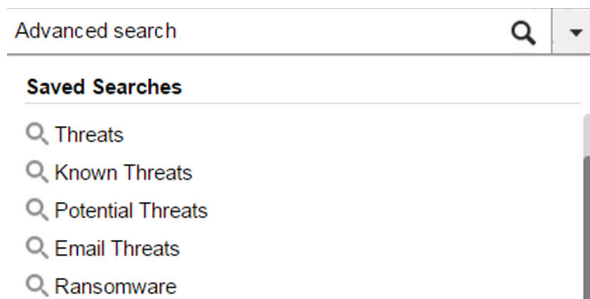 Advanced search
Saved Searches
Threats
Known Threats
Potential Threats
Email Threats
Ransomware